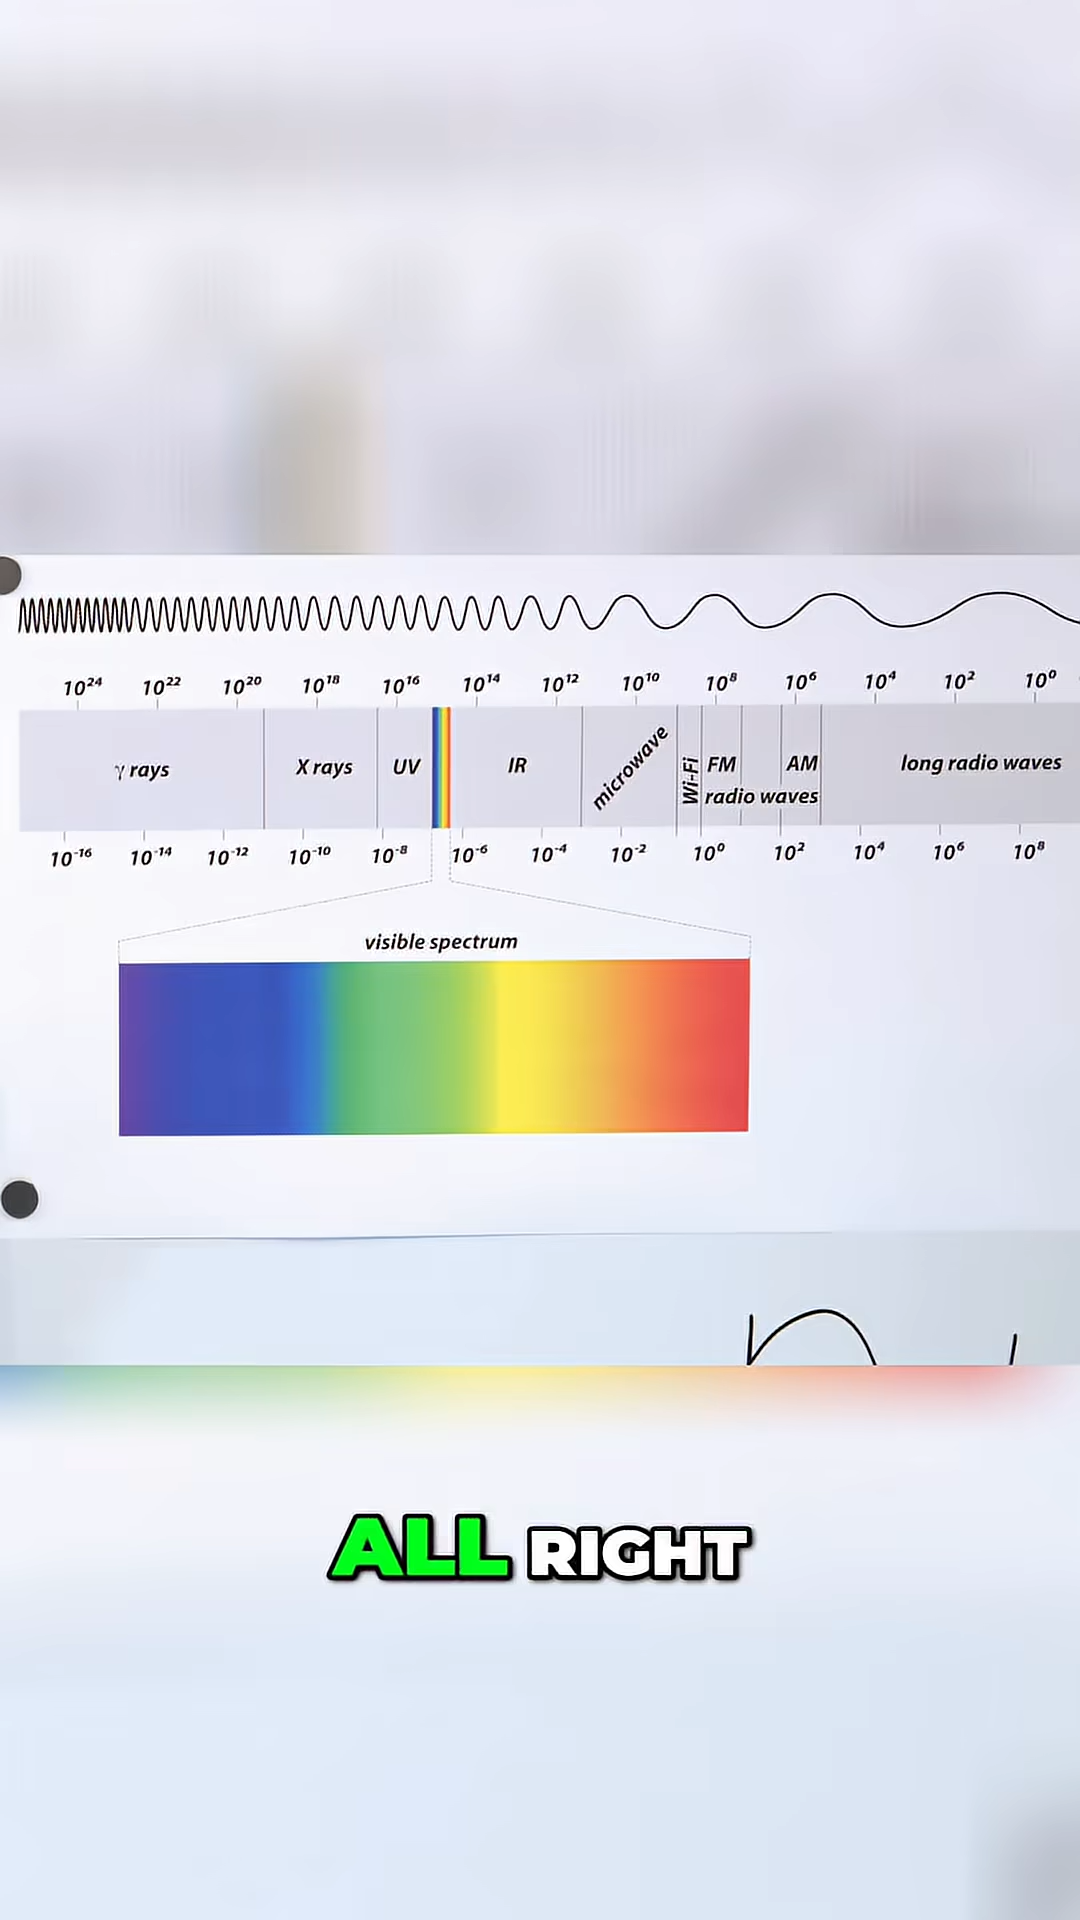 10²⁴ 10²² 10²⁰ 10¹⁸ 10¹⁶ 10¹⁴ 10¹² 10¹⁰ 10⁸ 10⁶ 10⁴ 10² 10⁰
γ rays X rays UV IR microwave Wi-Fi FM AM long radio waves
radio waves
10⁻¹⁶ 10⁻¹⁴ 10⁻¹² 10⁻¹⁰ 10⁻⁸ 10⁻⁶ 10⁻⁴ 10⁻² 10⁰ 10² 10⁴ 10⁶ 10⁸
visible spectrum
ALL RIGHT